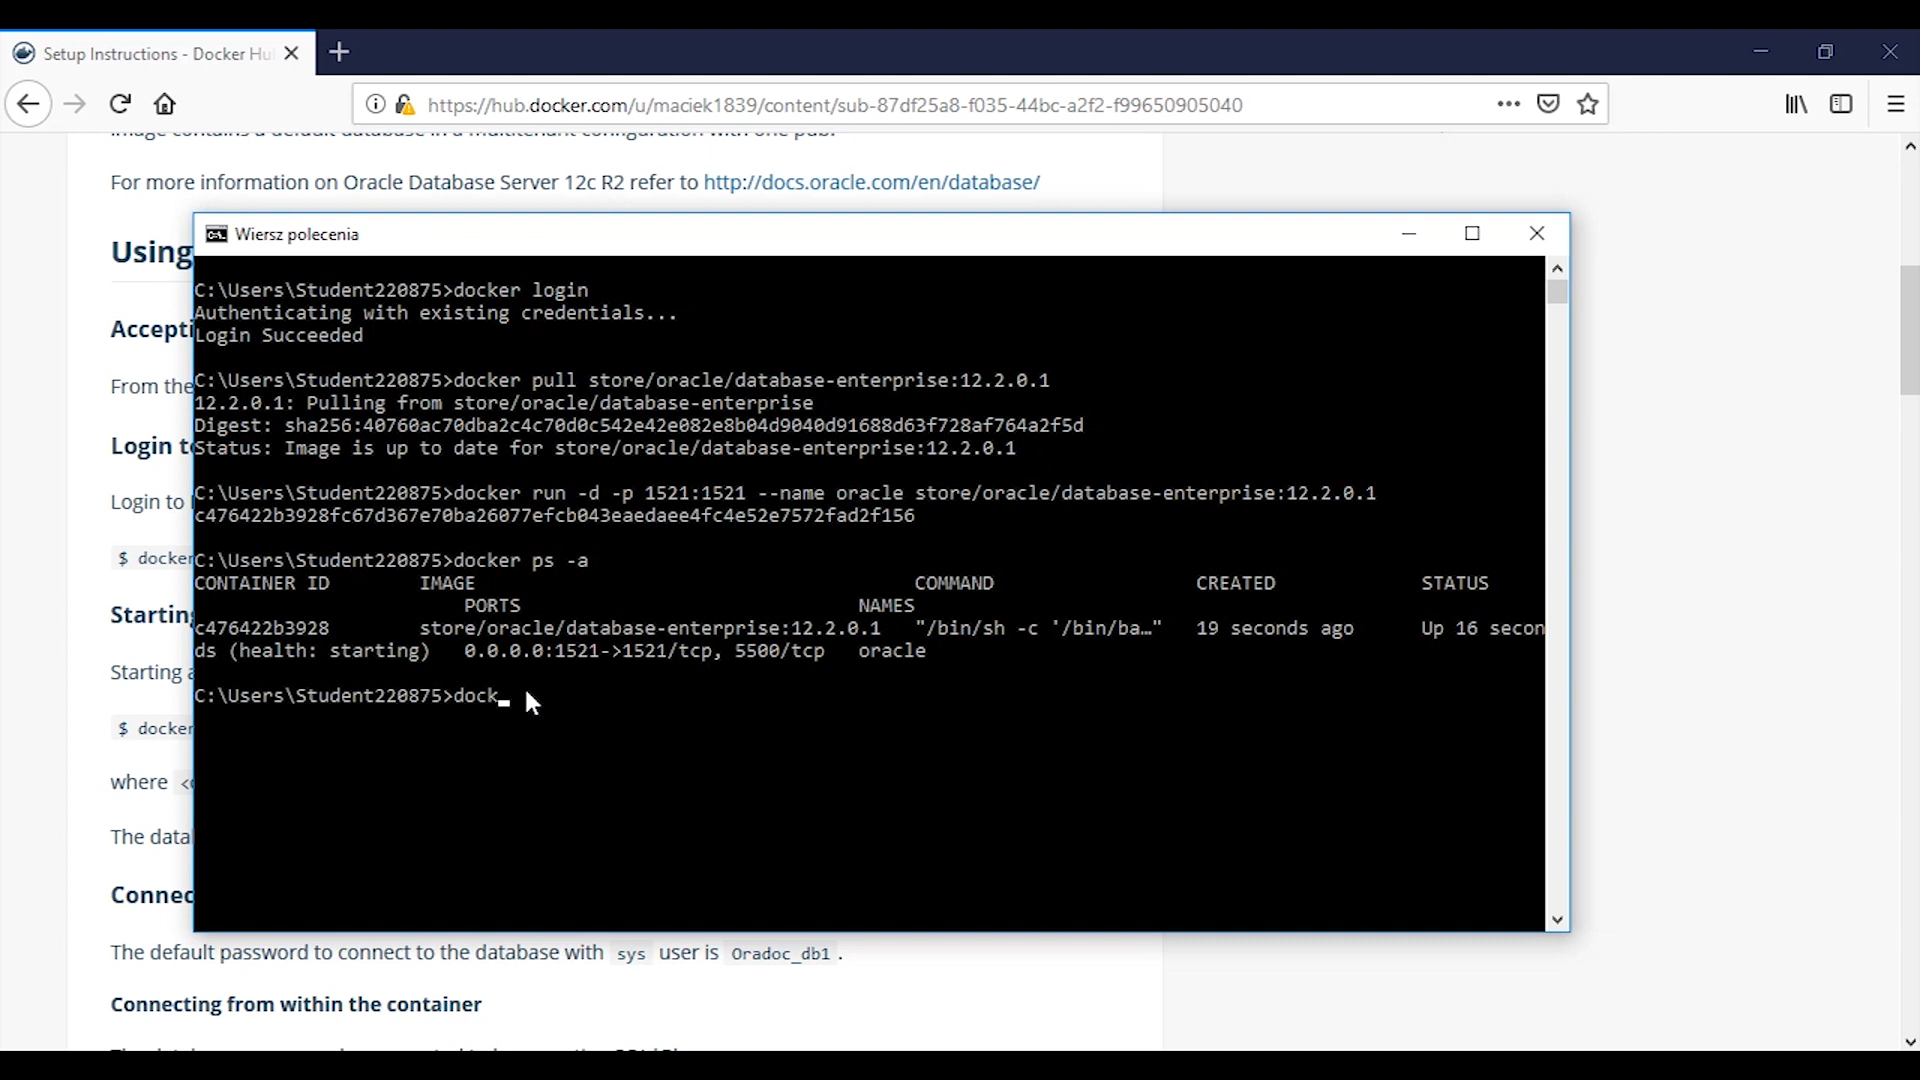 Setup Instructions - Docker Hu
https://hub.docker.com/u/maciek1839/content/sub-87df25a8-f035-44bc-a2f2-f99650905040
image contains a default database in a multitenant configuration with one pdb.
For more information on Oracle Database Server 12c R2 refer to http://docs.oracle.com/en/database/
Using
Accepti
From the
Login to
Login to
$ docker
Starting
Starting a
$ docker
where <
The datal
Connec
Wiersz polecenia
C:\Users\Student220875>docker login
Authenticating with existing credentials...
Login Succeeded
C:\Users\Student220875>docker pull store/oracle/database-enterprise:12.2.0.1
12.2.0.1: Pulling from store/oracle/database-enterprise
Digest: sha256:40760ac70dba2c4c70d0c542e42e082e8b04d9040d91688d63f728af764a2f5d
Status: Image is up to date for store/oracle/database-enterprise:12.2.0.1
C:\Users\Student220875>docker run -d -p 1521:1521 --name oracle store/oracle/database-enterprise:12.2.0.1
c476422b3928fc67d367e70ba26077efcb043eaedaee4fc4e52e7572fad2f156
C:\Users\Student220875>docker ps -a
CONTAINER ID IMAGE COMMAND CREATED STATUS
PORTS NAMES
c476422b3928 store/oracle/database-enterprise:12.2.0.1 "/bin/sh -c '/bin/ba…" 19 seconds ago Up 16 secon
ds (health: starting) 0.0.0.0:1521->1521/tcp, 5500/tcp oracle
C:\Users\Student220875>dock_
The default password to connect to the database with sys user is Oradoc_db1 .
Connecting from within the container